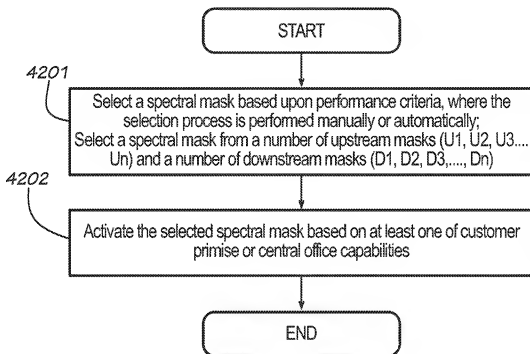 START
4201
Select a spectral mask based upon performance criteria, where the
selection process is performed manually or automatically;
Select a spectral mask from a number of upstream masks (U1, U2, U3....
Un) and a number of downstream masks (D1, D2, D3,...., Dn)
4202
Activate the selected spectral mask based on at least one of customer
primise or central office capabilities
END